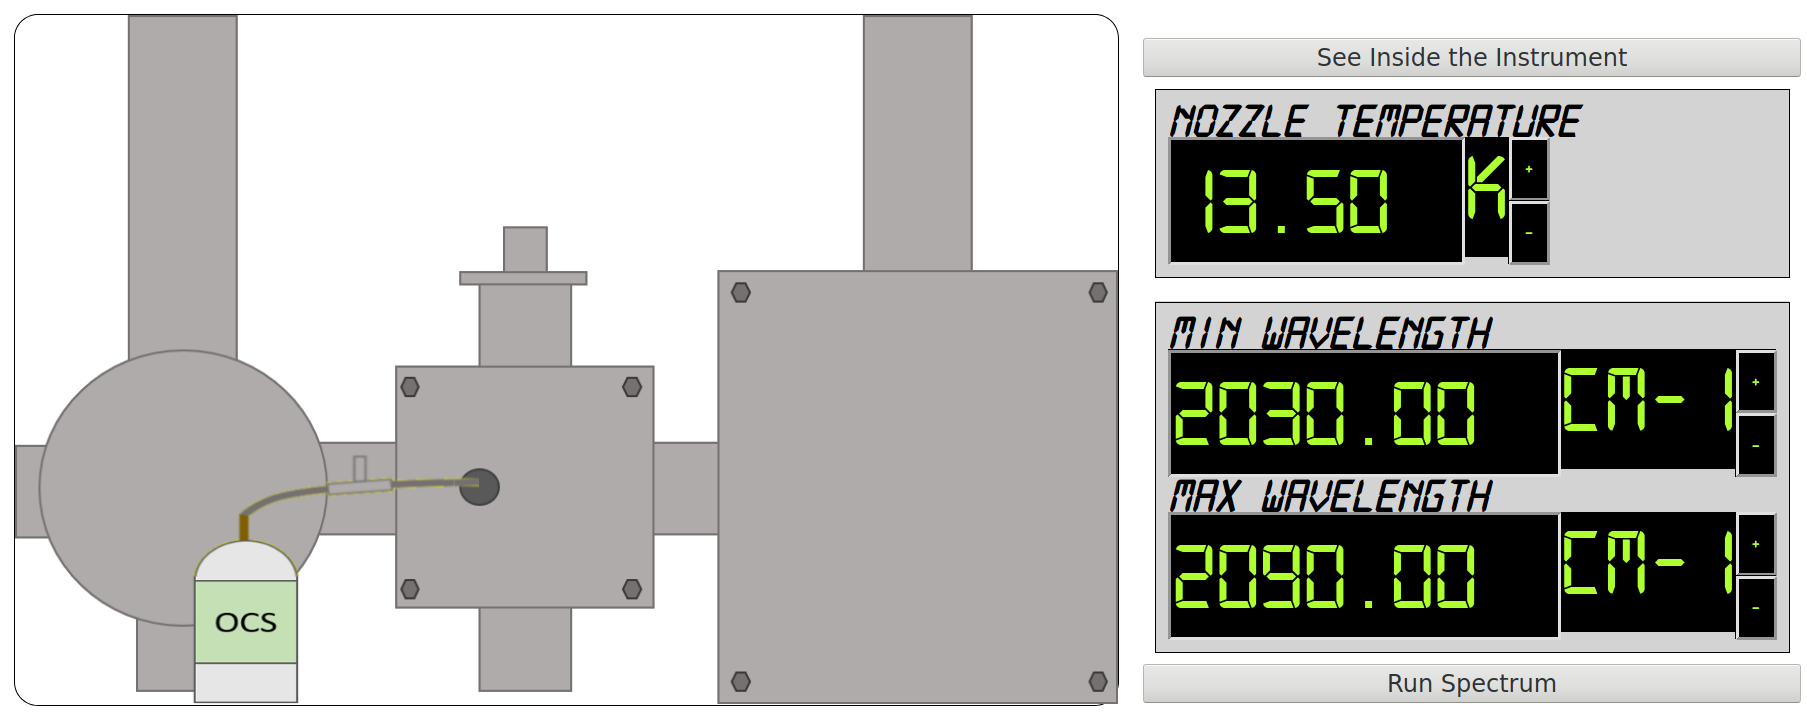 See Inside the Instrument
NOZZLE TEMPERATURE
13.50 K
+
-
MIN WAVELENGTH
2030.00 CM-1
+
-
MAX WAVELENGTH
2090.00 CM-1
+
-
OCS
Run Spectrum